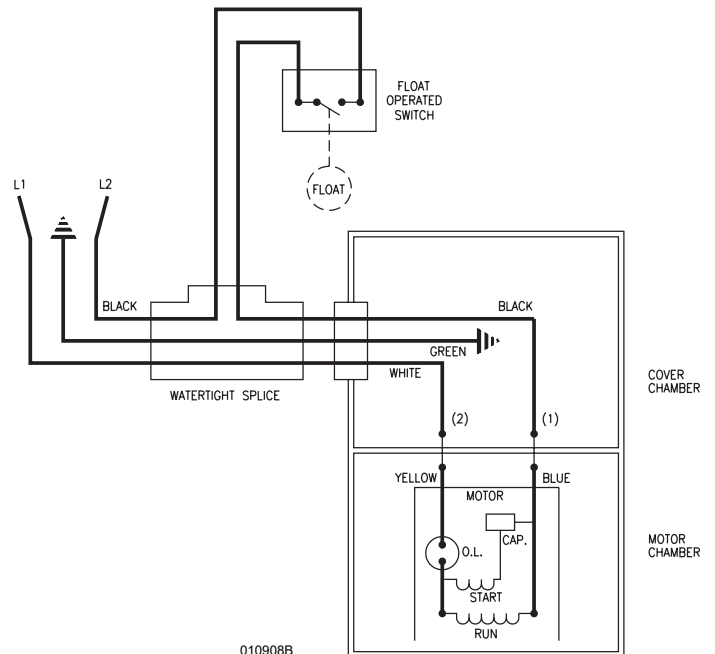 FLOAT
OPERATED
SWITCH
FLOAT
L1
L2
BLACK
BLACK
GREEN
WHITE
WATERTIGHT SPLICE
COVER
CHAMBER
(2)
(1)
YELLOW
BLUE
MOTOR
CAP.
O.L.
START
RUN
MOTOR
CHAMBER
010908B